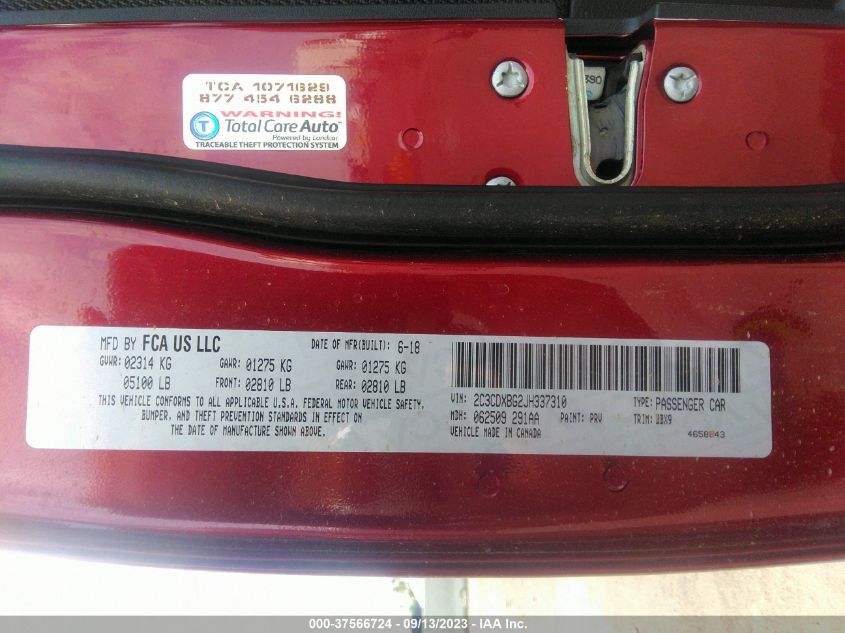 TCA 1071629
877 454 6288
WARNING!
T Total Care Auto™
Powered by Landcar
TRACEABLE THEFT PROTECTION SYSTEM
MFD BY FCA US LLC
DATE OF MFR(BUILT): 6-18
GVWR: 02314 KG GAWR: 01275 KG GAWR: 01275 KG
05100 LB FRONT: 02810 LB REAR: 02810 LB
THIS VEHICLE CONFORMS TO ALL APPLICABLE U.S.A. FEDERAL MOTOR VEHICLE SAFETY,
BUMPER, AND THEFT PREVENTION STANDARDS IN EFFECT ON
THE DATE OF MANUFACTURE SHOWN ABOVE.
VIN: 2C3CDXBG2JH337310 TYPE: PASSENGER CAR
MDH: 062509 291AA PAINT: PRV TRIM:
VEHICLE MADE IN CANADA 4658843
000-37566724 - 09/13/2023 - IAA Inc.